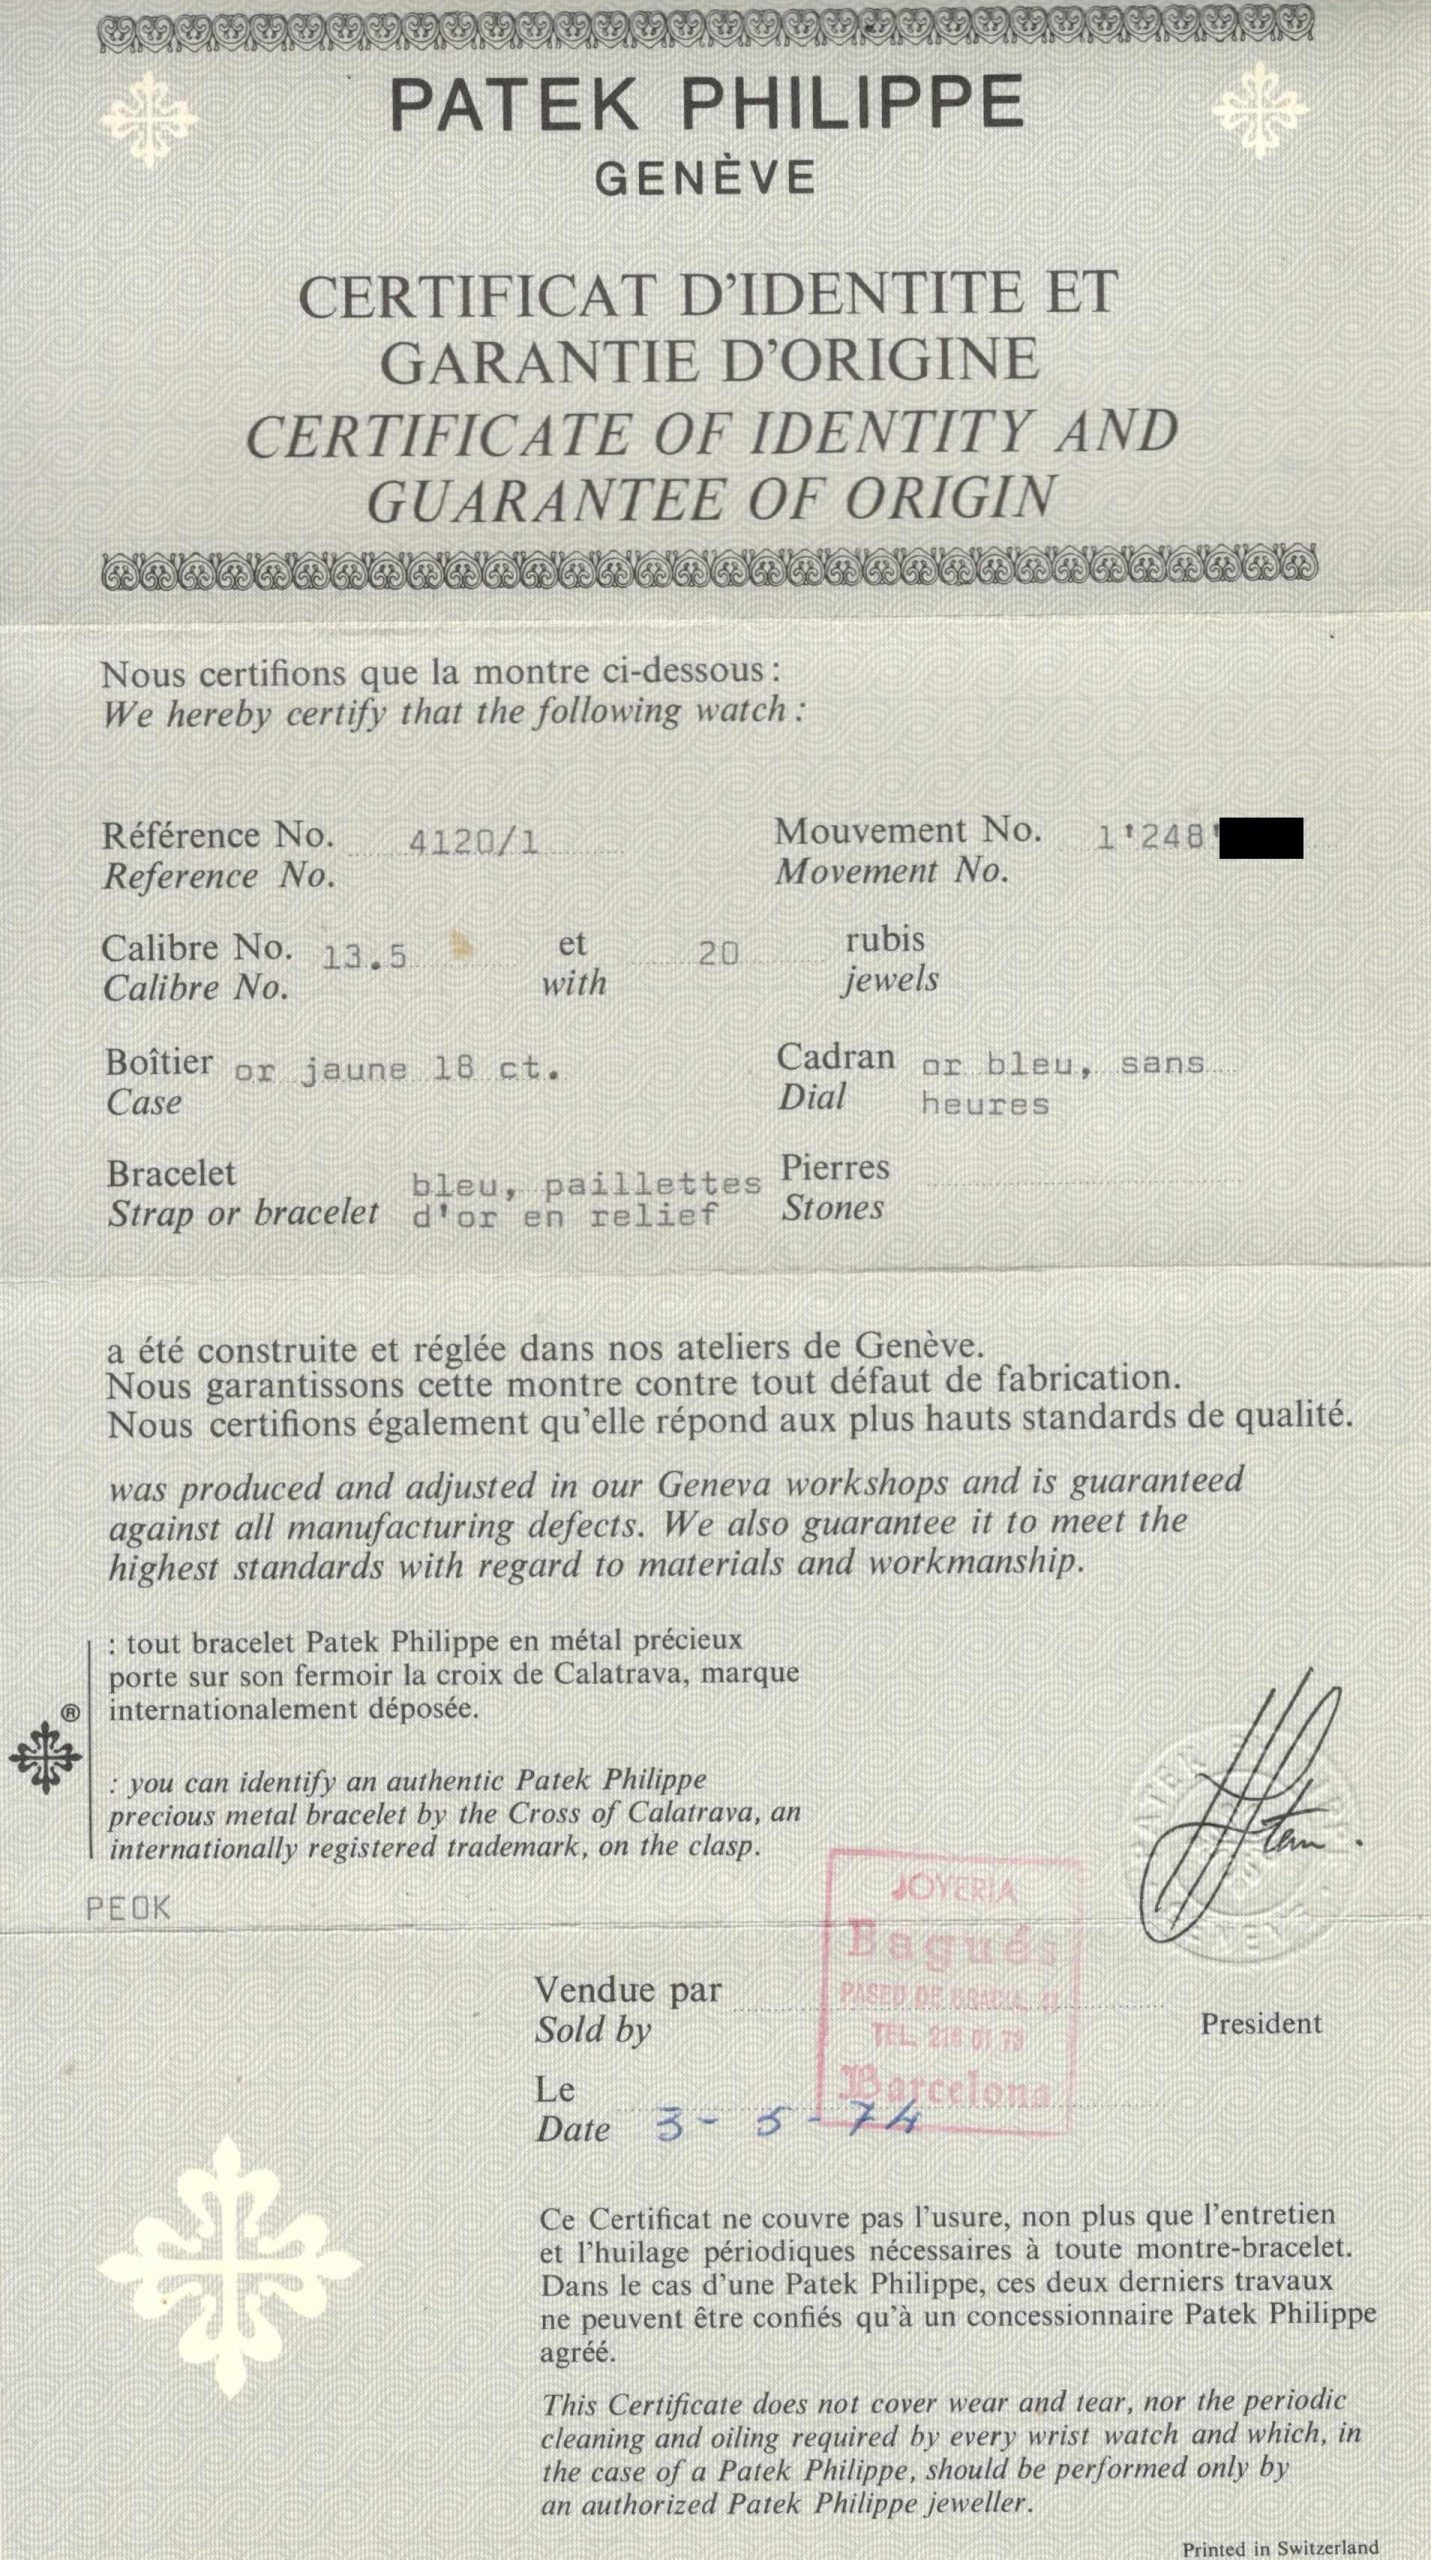 PATEK PHILIPPE
GENÈVE
CERTIFICAT D'IDENTITE ET
GARANTIE D'ORIGINE
CERTIFICATE OF IDENTITY AND
GUARANTEE OF ORIGIN
Nous certifions que la montre ci-dessous :
We hereby certify that the following watch :
Référence No. 4120/1 Mouvement No. 1'248'
Reference No. Movement No.
Calibre No. 13.5 et 20 rubis
Calibre No. with jewels
Boîtier or jaune 18 ct. Cadran or bleu, sans
Case Dial heures
Bracelet bleu, paillettes Pierres
Strap or bracelet d'or en relief Stones
a été construite et réglée dans nos ateliers de Genève.
Nous garantissons cette montre contre tout défaut de fabrication.
Nous certifions également qu'elle répond aux plus hauts standards de qualité.
was produced and adjusted in our Geneva workshops and is guaranteed
against all manufacturing defects. We also guarantee it to meet the
highest standards with regard to materials and workmanship.
: tout bracelet Patek Philippe en métal précieux
porte sur son fermoir la croix de Calatrava, marque
® internationalement déposée.
: you can identify an authentic Patek Philippe
precious metal bracelet by the Cross of Calatrava, an
internationally registered trademark, on the clasp.
PEOK
JOYERIA
Bagués
PASEO DE GRACIA, 41
TEL. 216 01 73
Barcelona
Vendue par
Sold by
President
Le
Date 3 - 5 - 74
Ce Certificat ne couvre pas l'usure, non plus que l'entretien
et l'huilage périodiques nécessaires à toute montre-bracelet.
Dans le cas d'une Patek Philippe, ces deux derniers travaux
ne peuvent être confiés qu'à un concessionnaire Patek Philippe
agréé.
This Certificate does not cover wear and tear, nor the periodic
cleaning and oiling required by every wrist watch and which, in
the case of a Patek Philippe, should be performed only by
an authorized Patek Philippe jeweller.
Printed in Switzerland